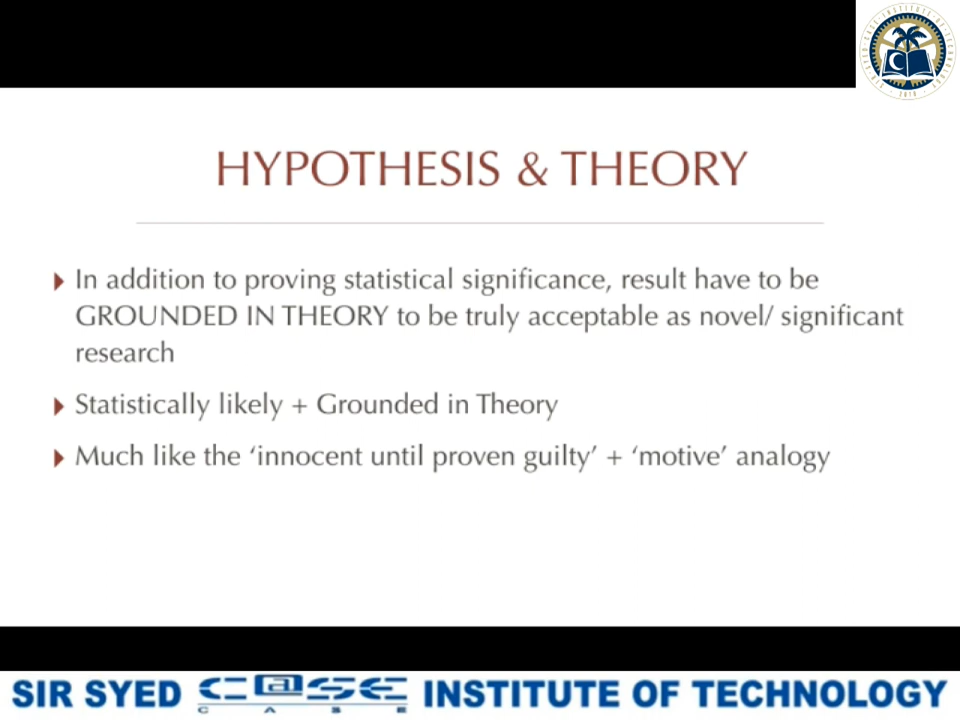 HYPOTHESIS & THEORY
In addition to proving statistical significance, result have to be
GROUNDED IN THEORY to be truly acceptable as novel/ significant
research
Statistically likely + Grounded in Theory
Much like the ‘innocent until proven guilty’ + ‘motive’ analogy
SIR SYED C@SE INSTITUTE OF TECHNOLOGY
C A S E